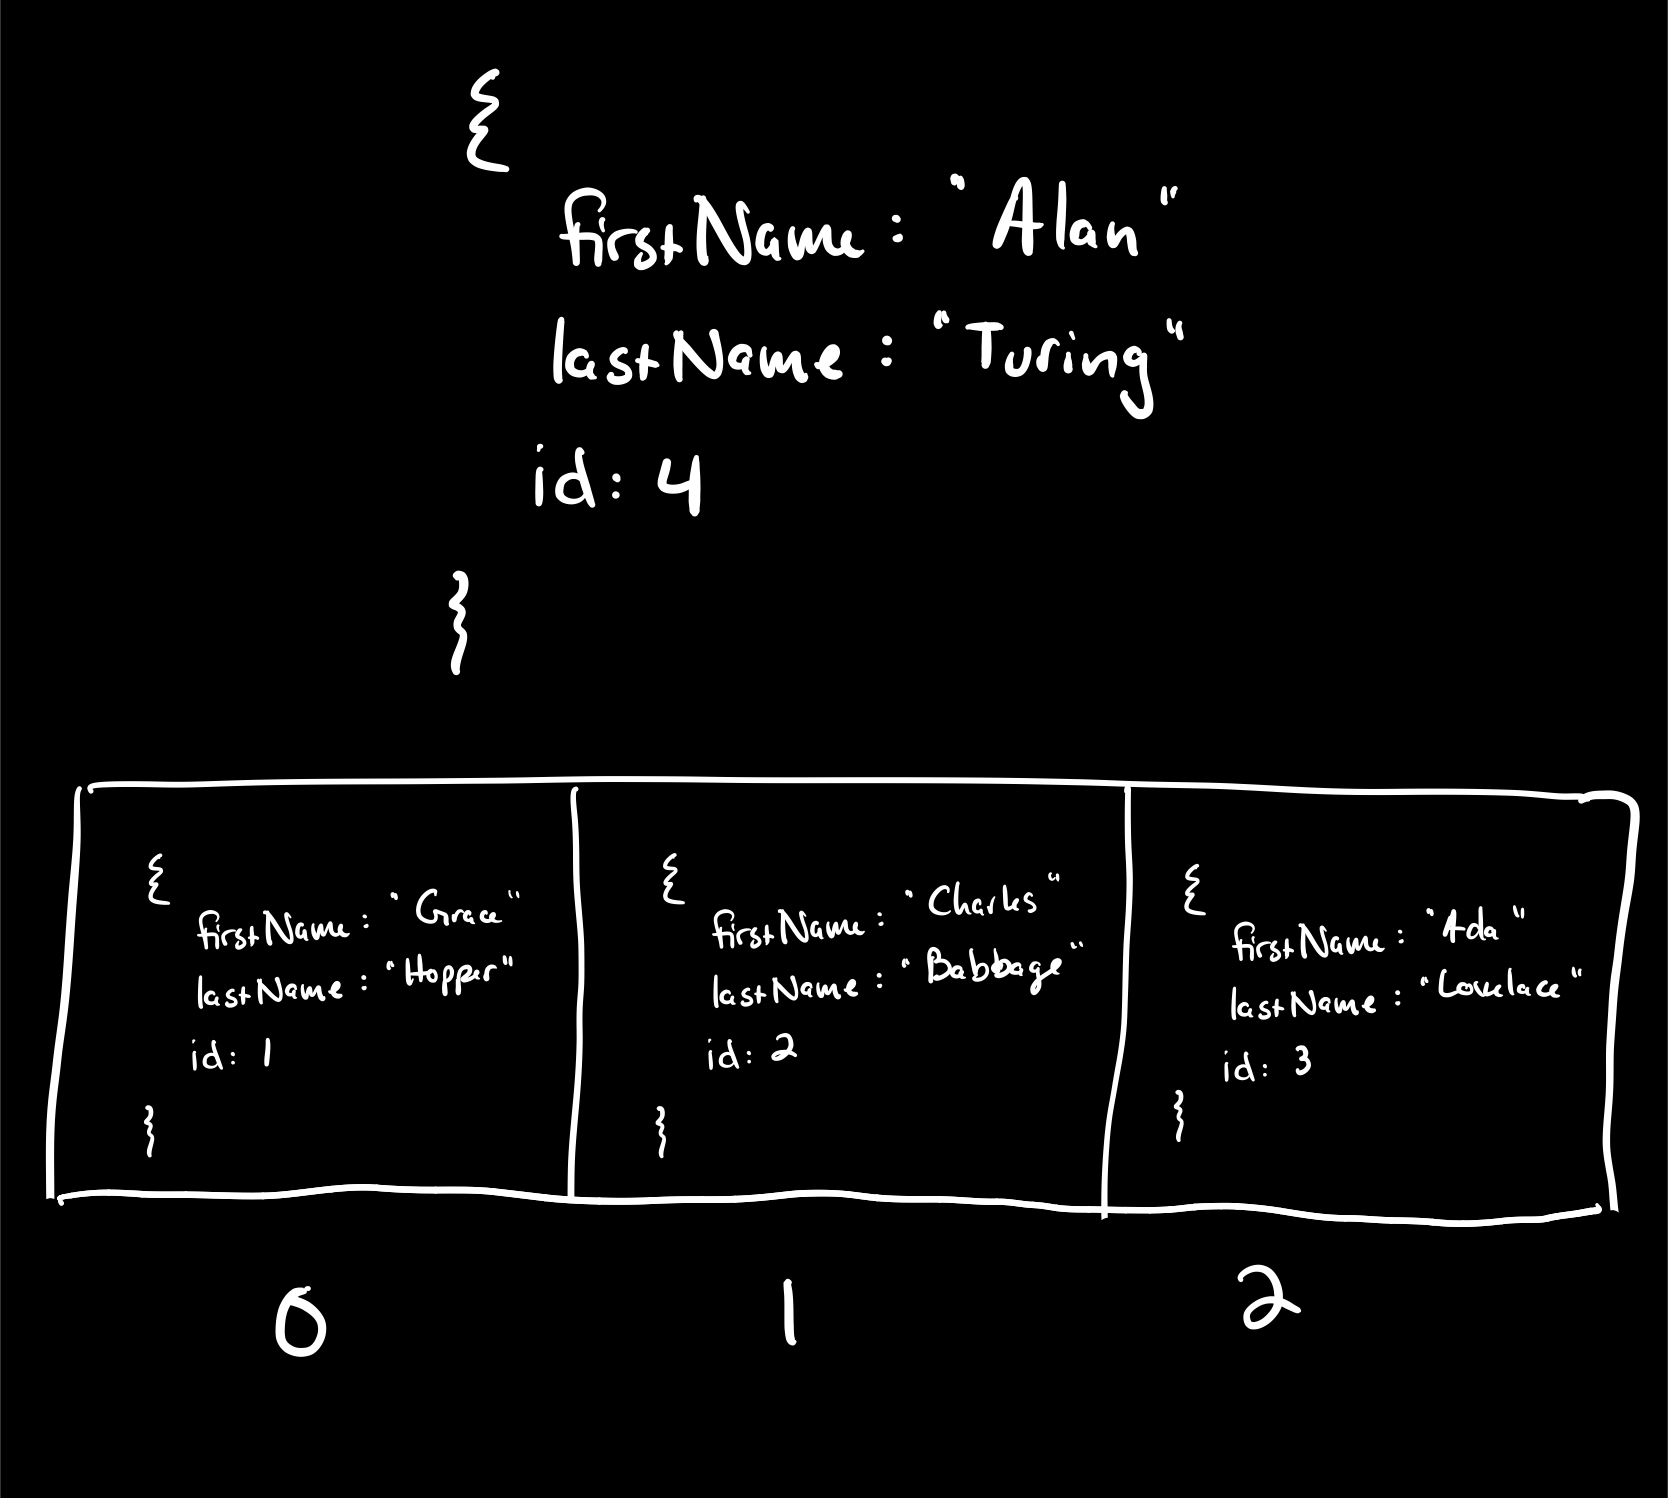 {
firstName: "Alan"
lastName: "Turing"
id: 4
}
{
firstName: "Grace"
lastName: "Hopper"
id: 1
}
{
firstName: "Charles"
lastName: "Babbage"
id: 2
}
{
firstName: "Ada"
lastName: "Lovelace"
id: 3
}
0
1
2